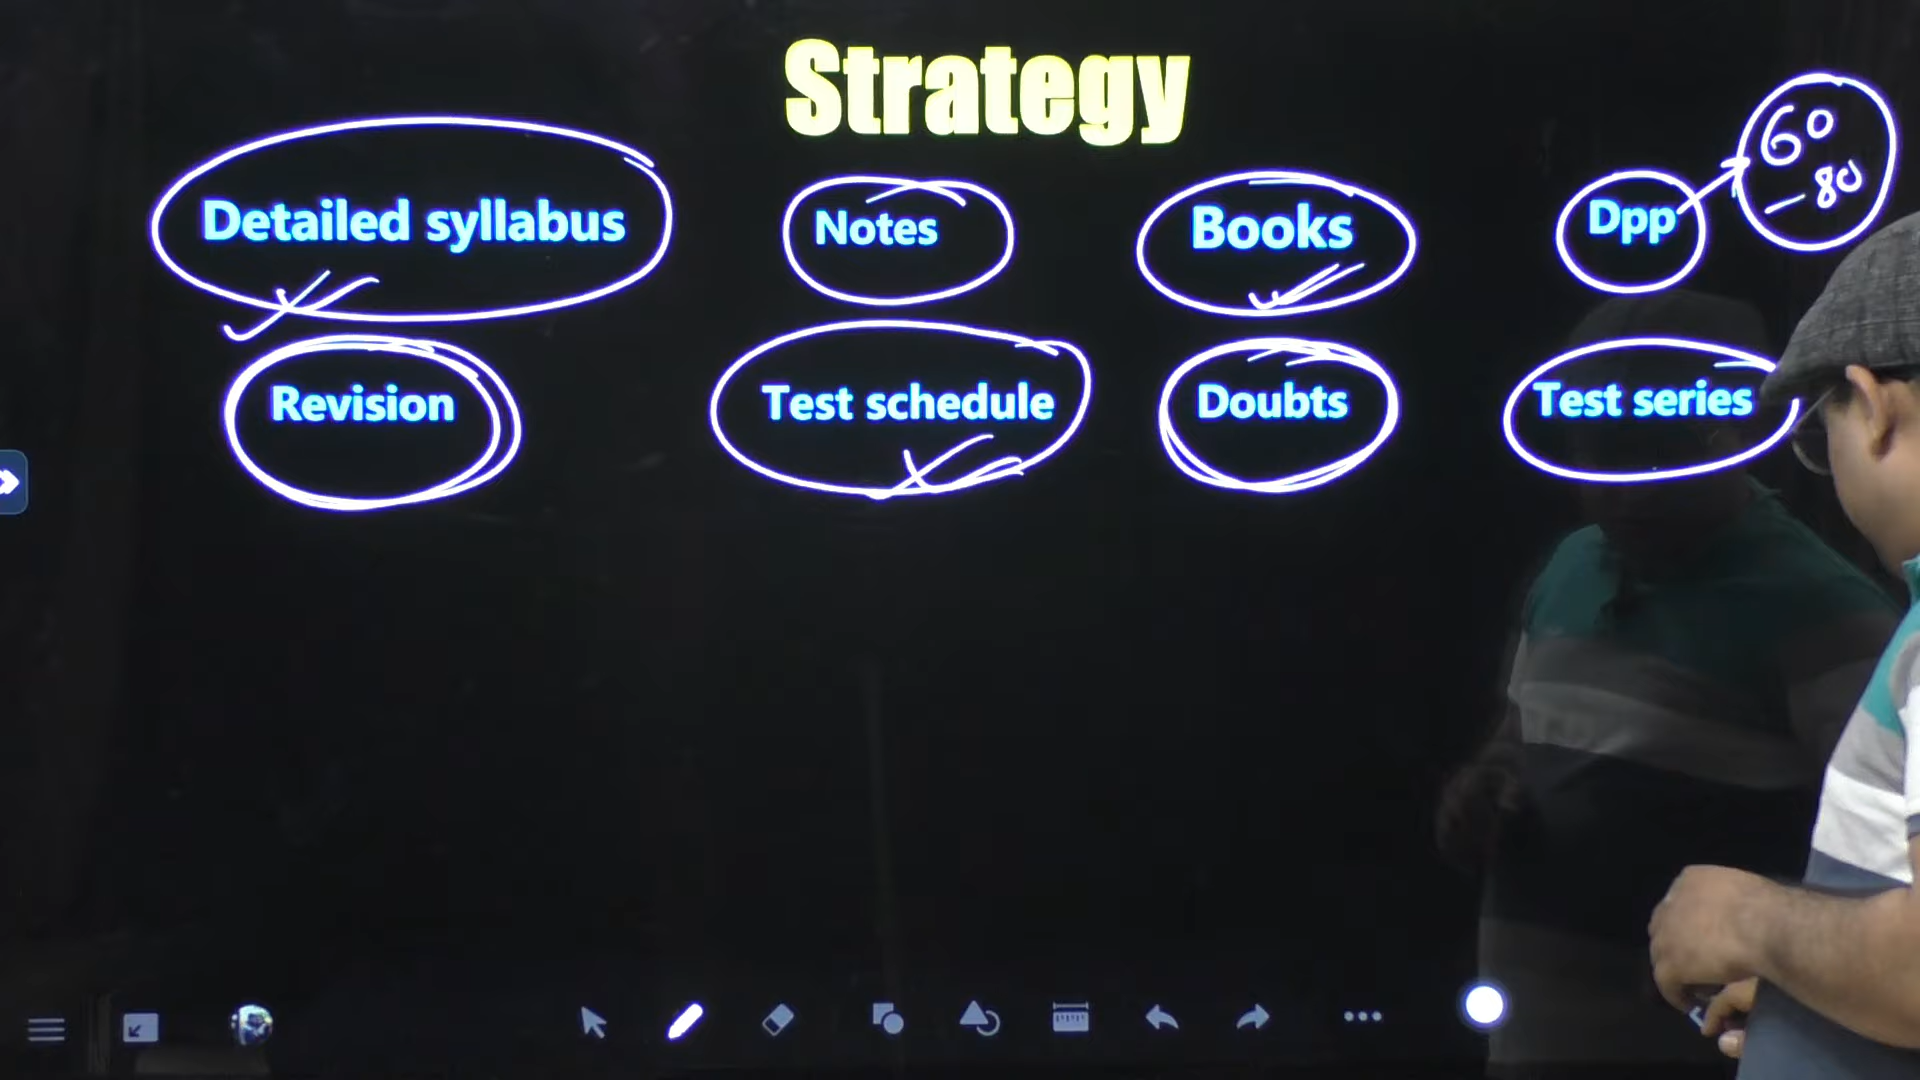 Strategy
Detailed syllabus
Notes
Books
Dpp
60
- 80
Revision
Test schedule
Doubts
Test series